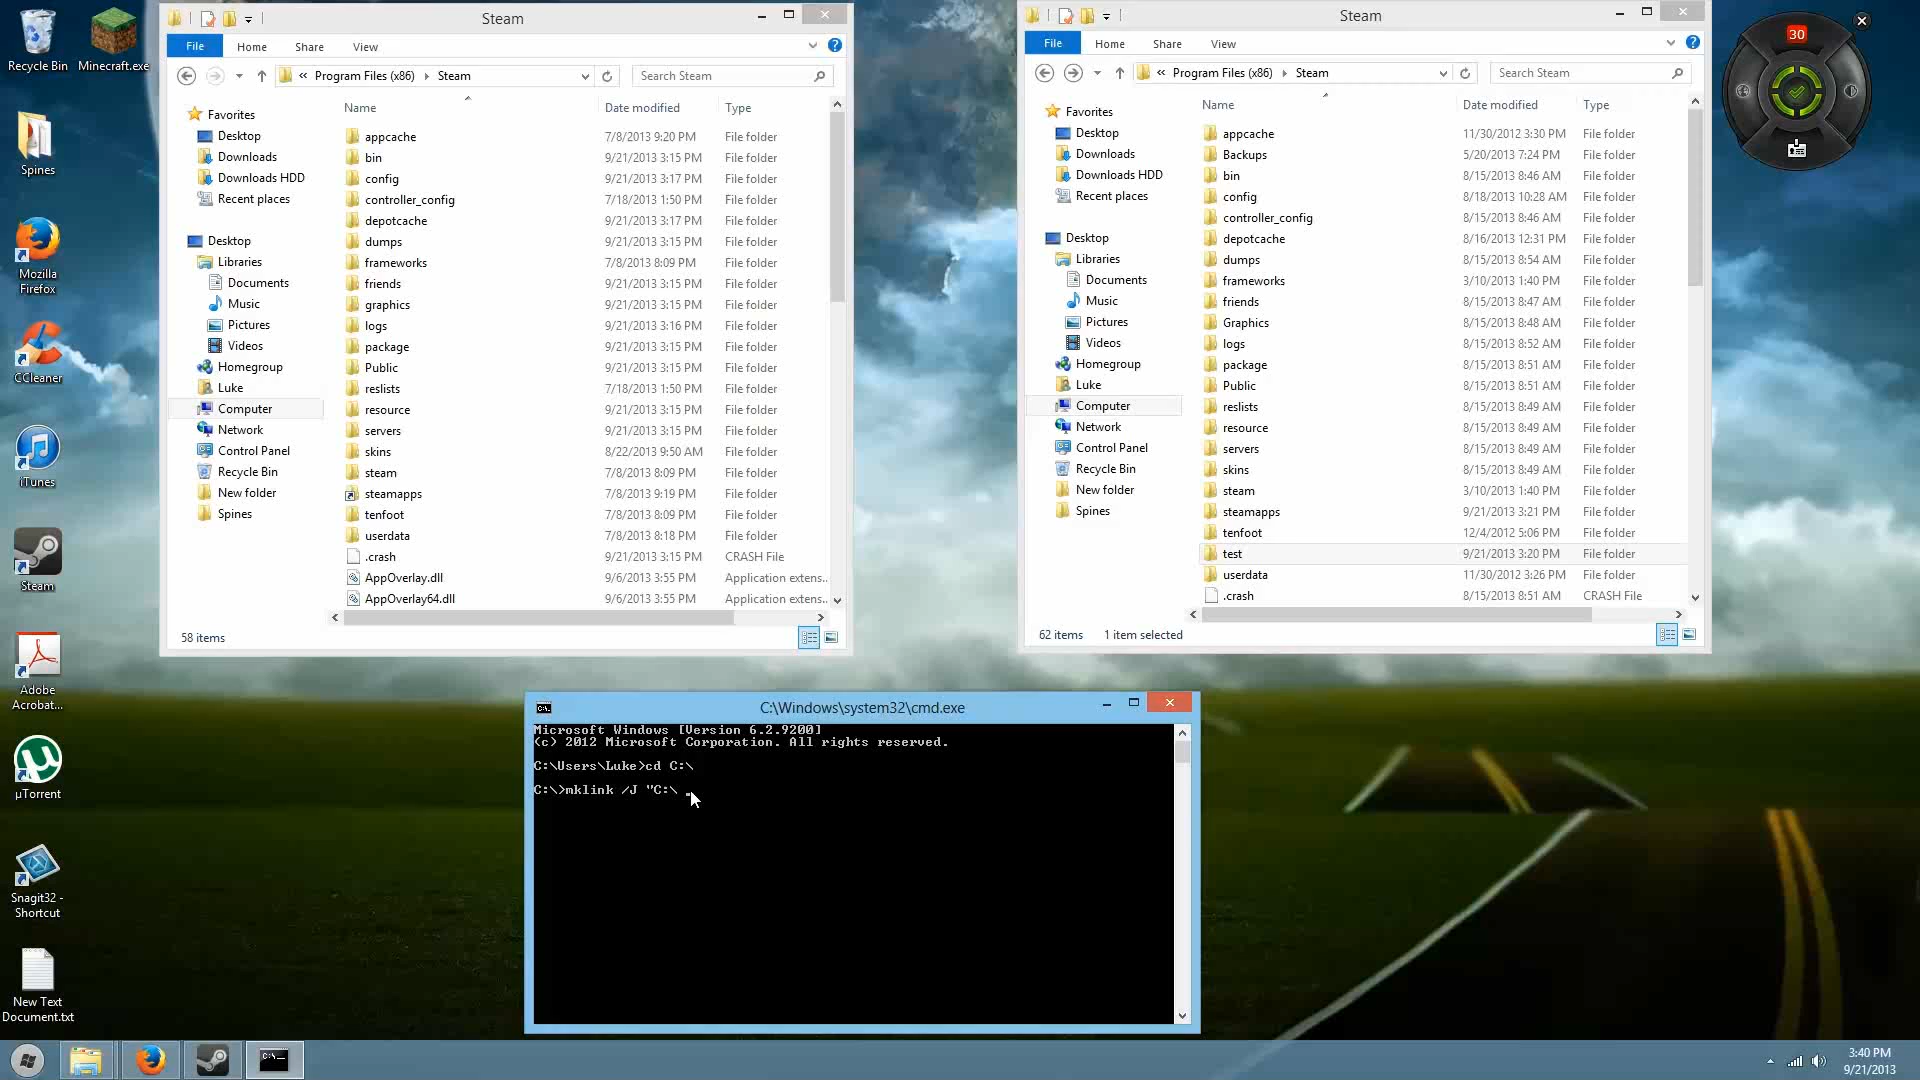 Recycle Bin
Minecraft.exe
Spines
Mozilla
Firefox
CCleaner
iTunes
Steam
Adobe
Acrobat...
µTorrent
Snagit32 -
Shortcut
New Text
Document.txt
Steam
File
Home
Share
View
« Program Files (x86) Steam
Search Steam
Favorites
Desktop
Downloads
Downloads HDD
Recent places
Desktop
Libraries
Documents
Music
Pictures
Videos
Homegroup
Luke
Computer
Network
Control Panel
Recycle Bin
New folder
Spines
Name Date modified Type
appcache 7/8/2013 9:20 PM File folder
bin 9/21/2013 3:15 PM File folder
config 9/21/2013 3:17 PM File folder
controller_config 7/18/2013 1:50 PM File folder
depotcache 9/21/2013 3:17 PM File folder
dumps 9/21/2013 3:15 PM File folder
frameworks 7/8/2013 8:09 PM File folder
friends 9/21/2013 3:15 PM File folder
graphics 9/21/2013 3:15 PM File folder
logs 9/21/2013 3:16 PM File folder
package 9/21/2013 3:15 PM File folder
Public 9/21/2013 3:15 PM File folder
reslists 7/18/2013 1:50 PM File folder
resource 9/21/2013 3:15 PM File folder
servers 9/21/2013 3:15 PM File folder
skins 8/22/2013 9:50 AM File folder
steam 7/8/2013 8:09 PM File folder
steamapps 7/8/2013 9:19 PM File folder
tenfoot 7/8/2013 8:09 PM File folder
userdata 7/8/2013 8:18 PM File folder
.crash 9/21/2013 3:15 PM CRASH File
AppOverlay.dll 9/6/2013 3:55 PM Application extens...
AppOverlay64.dll 9/6/2013 3:55 PM Application extens...
58 items
Steam
File
Home
Share
View
« Program Files (x86) Steam
Search Steam
Favorites
Desktop
Downloads
Downloads HDD
Recent places
Desktop
Libraries
Documents
Music
Pictures
Videos
Homegroup
Luke
Computer
Network
Control Panel
Recycle Bin
New folder
Spines
Name Date modified Type
appcache 11/30/2012 3:30 PM File folder
Backups 5/20/2013 7:24 PM File folder
bin 8/15/2013 8:46 AM File folder
config 8/18/2013 10:28 AM File folder
controller_config 8/15/2013 8:46 AM File folder
depotcache 8/16/2013 12:31 PM File folder
dumps 8/15/2013 8:54 AM File folder
frameworks 3/10/2013 1:40 PM File folder
friends 8/15/2013 8:47 AM File folder
Graphics 8/15/2013 8:48 AM File folder
logs 8/15/2013 8:52 AM File folder
package 8/15/2013 8:51 AM File folder
Public 8/15/2013 8:51 AM File folder
reslists 8/15/2013 8:49 AM File folder
resource 8/15/2013 8:49 AM File folder
servers 8/15/2013 8:49 AM File folder
skins 8/15/2013 8:49 AM File folder
steam 3/10/2013 1:40 PM File folder
steamapps 9/21/2013 3:21 PM File folder
tenfoot 12/4/2012 5:06 PM File folder
test 9/21/2013 3:20 PM File folder
userdata 11/30/2012 3:26 PM File folder
.crash 8/15/2013 8:51 AM CRASH File
62 items 1 item selected
30
C:\Windows\system32\cmd.exe
Microsoft Windows [Version 6.2.9200]
(c) 2012 Microsoft Corporation. All rights reserved.
C:\Users\Luke>cd C:\
C:\>mklink /J "C:\ _
3:40 PM
9/21/2013